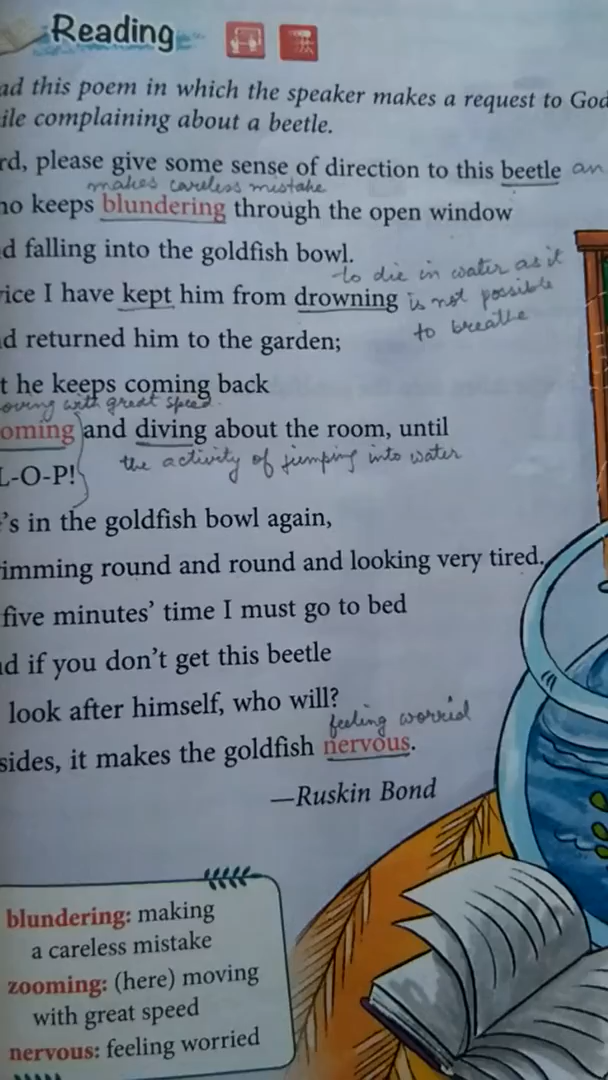 Reading
ad this poem in which the speaker makes a request to God
ile complaining about a beetle.
rd, please give some sense of direction to this beetle an
makes careless mistake
ho keeps blundering through the open window
d falling into the goldfish bowl.
to die in water as it
rice I have kept him from drowning is not possible
to breathe
d returned him to the garden;
t he keeps coming back
oving with great speed.
oming and diving about the room, until
the activity of jumping into water
L-O-P!
's in the goldfish bowl again,
imming round and round and looking very tired.
five minutes' time I must go to bed
d if you don't get this beetle
look after himself, who will?
feeling worried
sides, it makes the goldfish nervous.
—Ruskin Bond
blundering: making
a careless mistake
zooming: (here) moving
with great speed
nervous: feeling worried